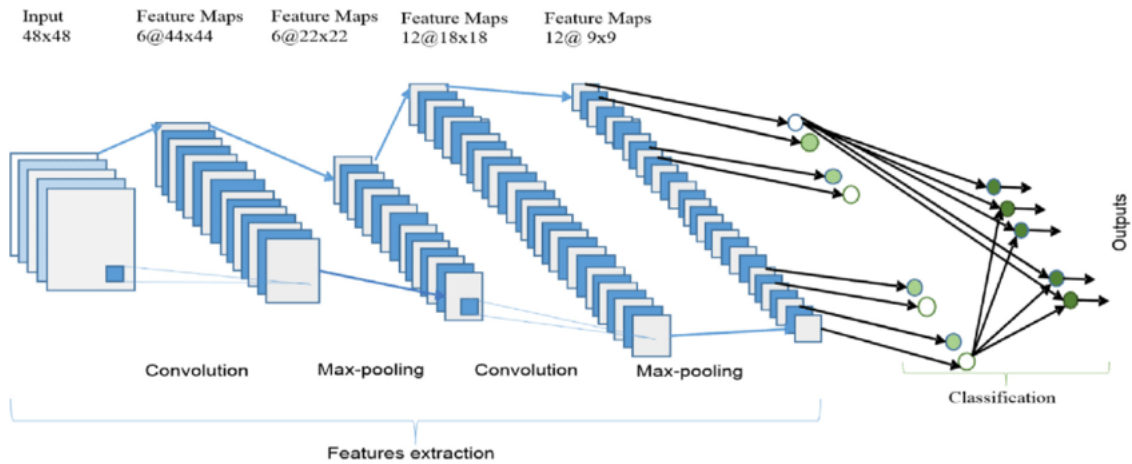 Input
48x48
Feature Maps
6@44x44
Feature Maps
6@22x22
Feature Maps
12@18x18
Feature Maps
12@ 9x9
Outputs
Convolution
Max-pooling
Convolution
Max-pooling
Classification
Features extraction